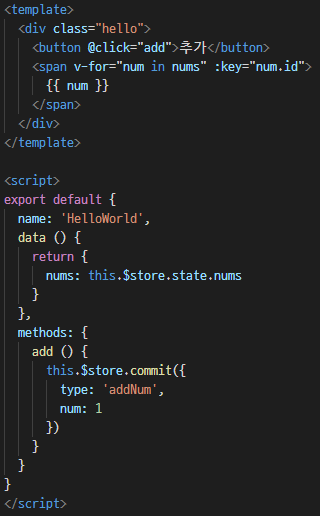 <template>
  <div class="hello">
    <button @click="add">추가</button>
    <span v-for="num in nums" :key="num.id">
      {{ num }}
    </span>
  </div>
</template>

<script>
export default {
  name: 'HelloWorld',
  data () {
    return {
      nums: this.$store.state.nums
    }
  },
  methods: {
    add () {
      this.$store.commit({
        type: 'addNum',
        num: 1
      })
    }
  }
}
</script>